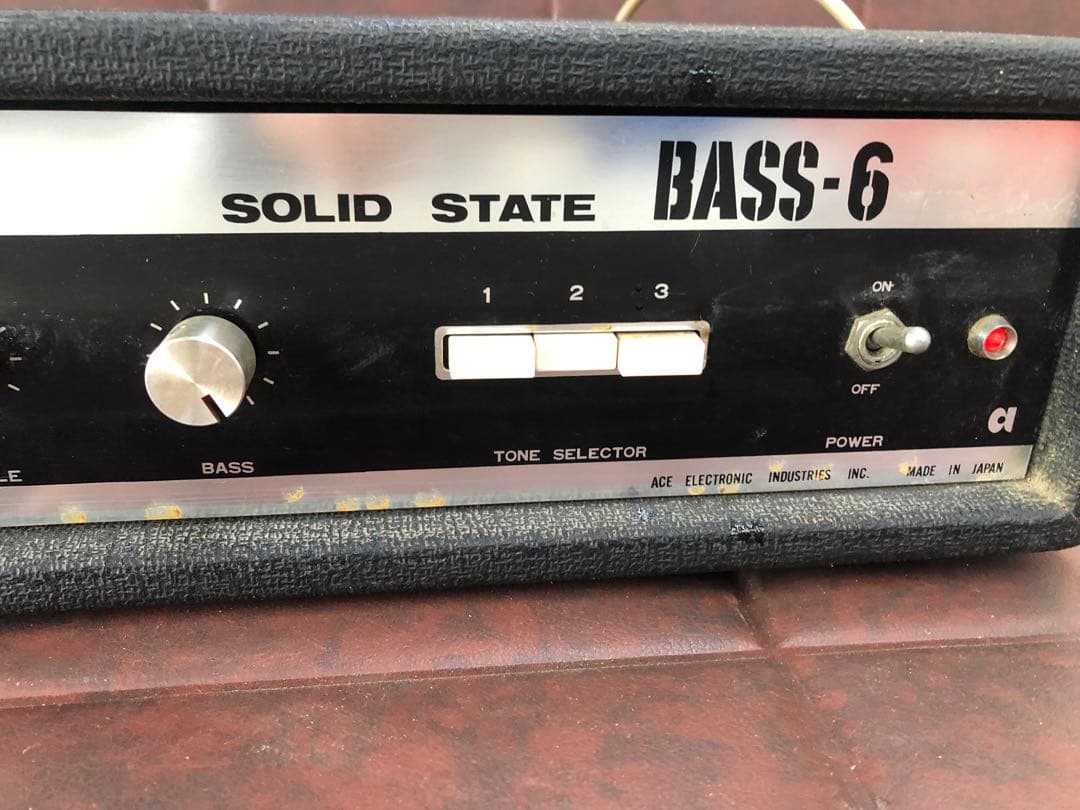 SOLID STATE BASS-6
1 2 3
ON
OFF
a
LE BASS TONE SELECTOR POWER
ACE ELECTRONIC INDUSTRIES INC. MADE IN JAPAN